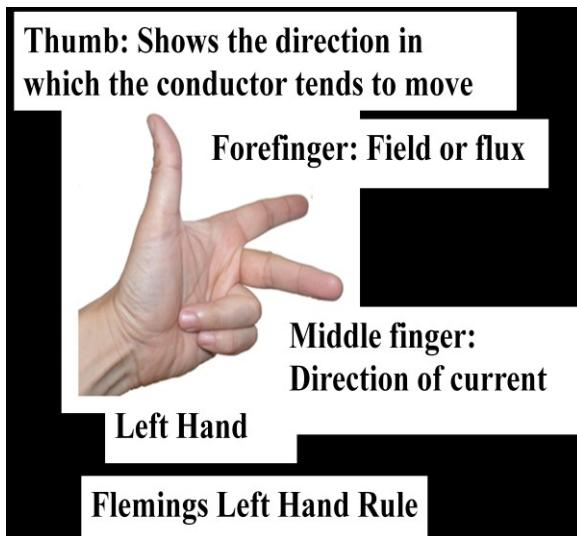 Thumb: Shows the direction in
which the conductor tends to move
Forefinger: Field or flux
Middle finger:
Direction of current
Left Hand
Flemings Left Hand Rule